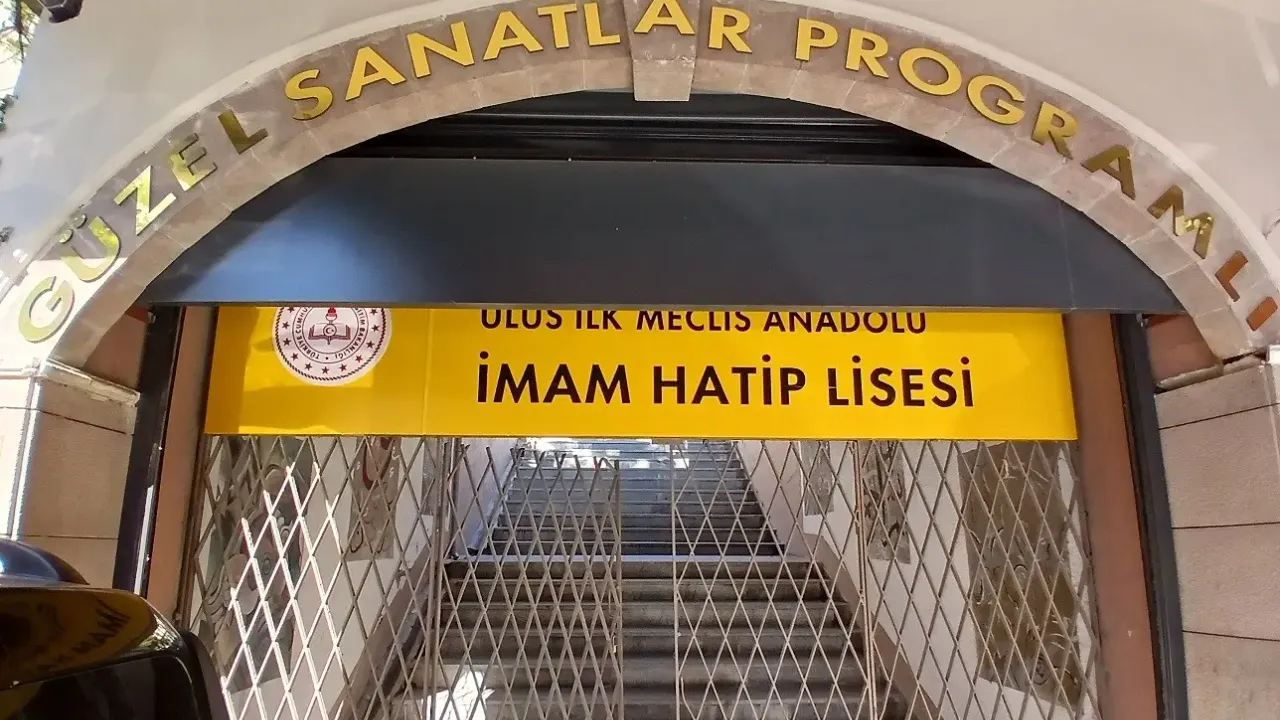 GÜZEL SANATLAR PROGRAMLI
ULUS İLK MECLİS ANADOLU
İMAM HATİP LİSESİ